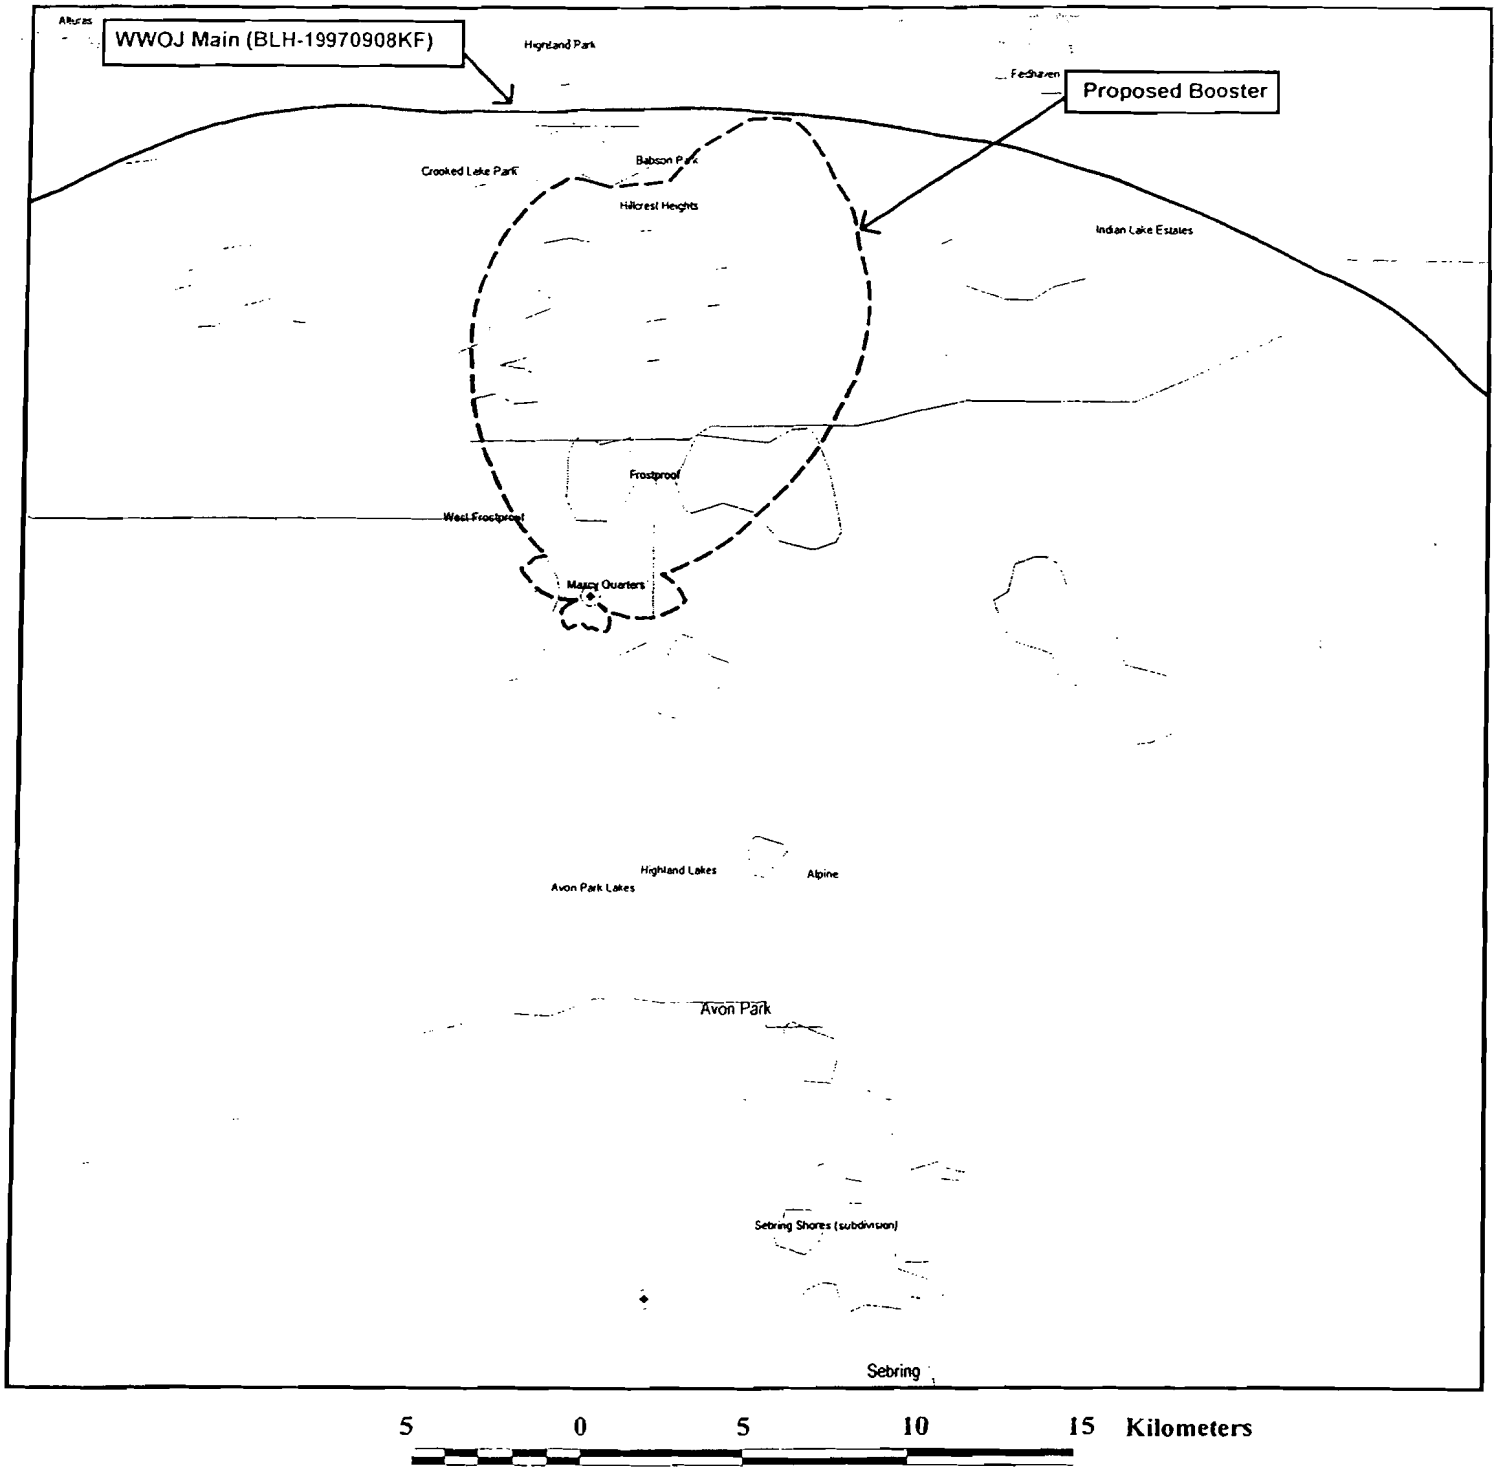 Alturas
WWOJ Main (BLH-19970908KF)
Highland Park
Fedhaven
Proposed Booster
Babson Park
Crooked Lake Park
Hillcrest Heights
Indian Lake Estates
Frostproof
West Frostproof
Maxcy Quarters
Highland Lakes
Alpine
Avon Park Lakes
Avon Park
Sebring Shores (subdivision)
Sebring
5 0 5 10 15 Kilometers